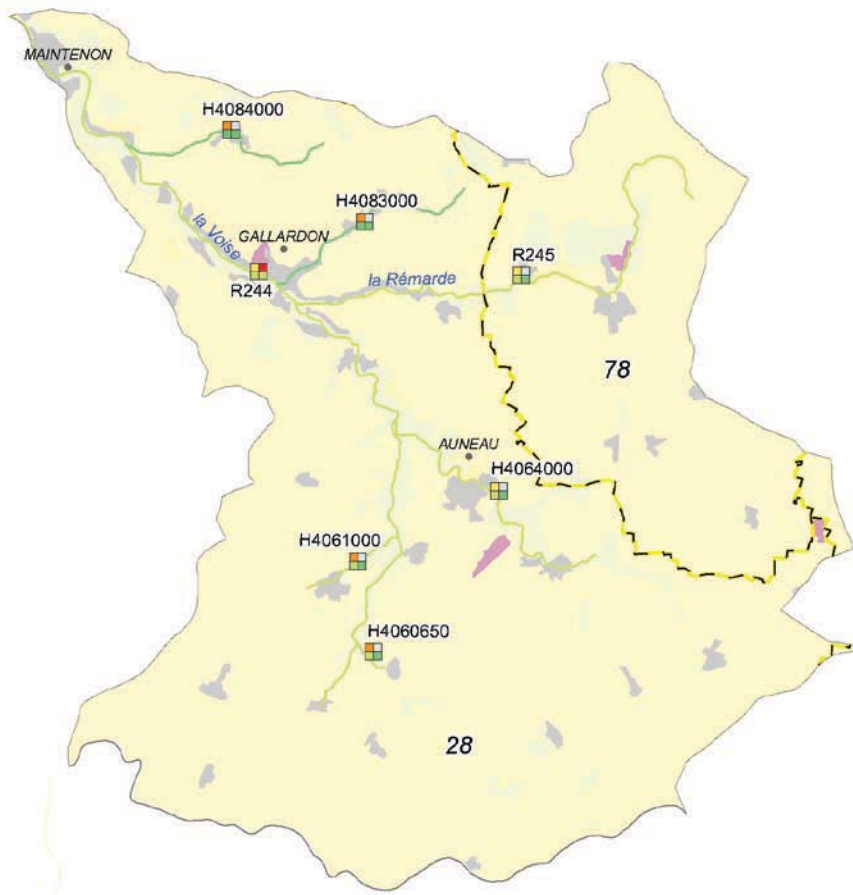 MAINTENON
H4084000
H4083000
la Voise
GALLARDON
R245
R244
la Rémarde
78
AUNEAU
H4064000
H4061000
H4060650
28